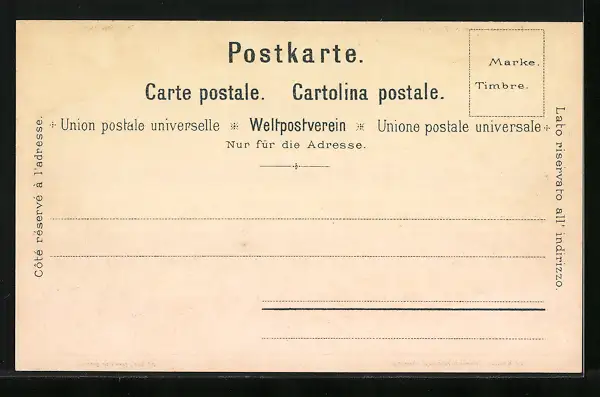 Postkarte.
Marke.
Timbre.
Carte postale. Cartolina postale.
Union postale universelle ⁜ Weltpostverein ⁜ Unione postale universale
Nur für die Adresse.
Côté réservé à l'adresse.
Lato riservato all' indirizzo.